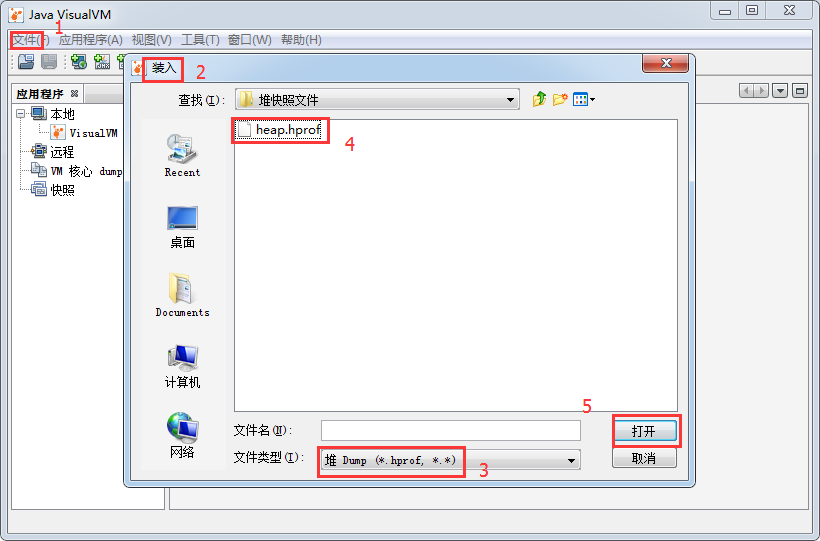 Java VisualVM
1
文件(F) 应用程序(A) 视图(V) 工具(T) 窗口(W) 帮助(H)
应用程序
本地
VisualVM
远程
VM 核心 dump
快照
装入
2
查找(I):
堆快照文件
heap.hprof
4
Recent
桌面
Documents
计算机
网络
5
文件名(N):
打开
文件类型(T):
堆 Dump (*.hprof, *.*)
3
取消